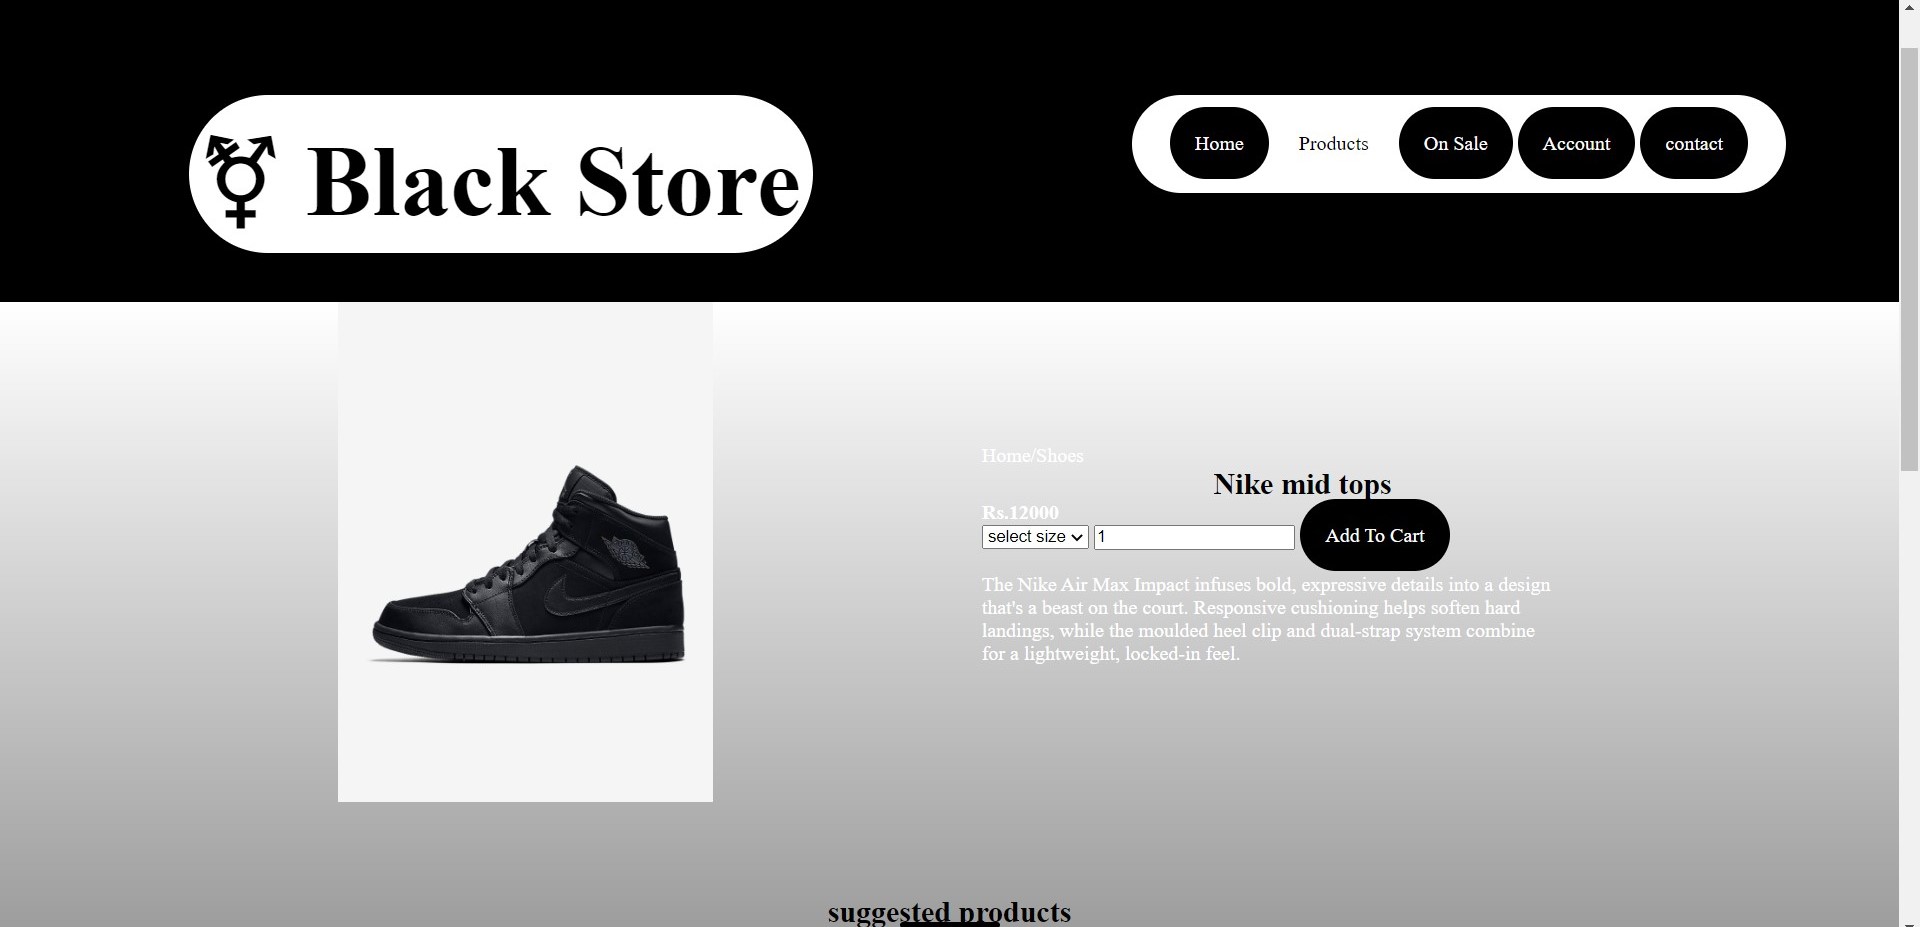 ⚧ Black Store
Home Products On Sale Account contact
Home/Shoes
Nike mid tops
Rs.12000
select size 1 Add To Cart
The Nike Air Max Impact infuses bold, expressive details into a design
that's a beast on the court. Responsive cushioning helps soften hard
landings, while the moulded heel clip and dual-strap system combine
for a lightweight, locked-in feel.
suggested products